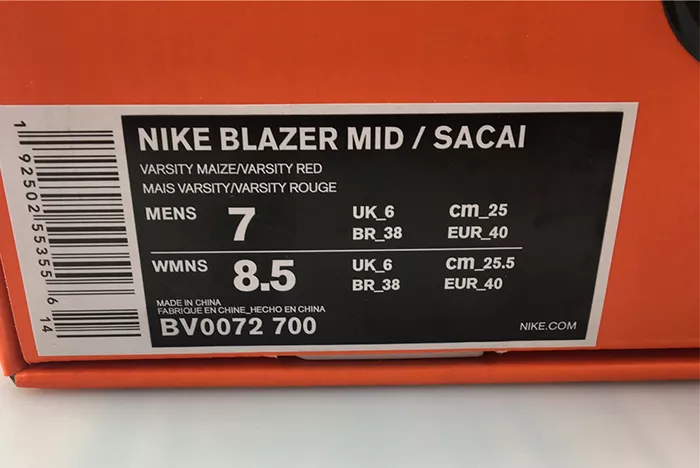 NIKE BLAZER MID / SACAI
VARSITY MAIZE/VARSITY RED
MAIS VARSITY/VARSITY ROUGE
MENS 7 UK_6 cm_25
BR_38 EUR_40
WMNS 8.5 UK_6 cm_25.5
BR_38 EUR_40
MADE IN CHINA
FABRIQUE EN CHINE_HECHO EN CHINA
BV0072 700 NIKE.COM
1 92502 55355 6 14